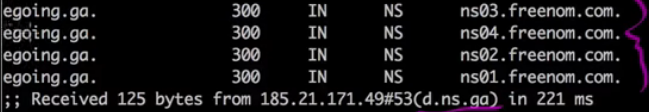 egoing.ga. 300 IN NS ns03.freenom.com.
egoing.ga. 300 IN NS ns04.freenom.com.
egoing.ga. 300 IN NS ns02.freenom.com.
egoing.ga. 300 IN NS ns01.freenom.com.
;; Received 125 bytes from 185.21.171.49#53(d.ns.ga) in 221 ms